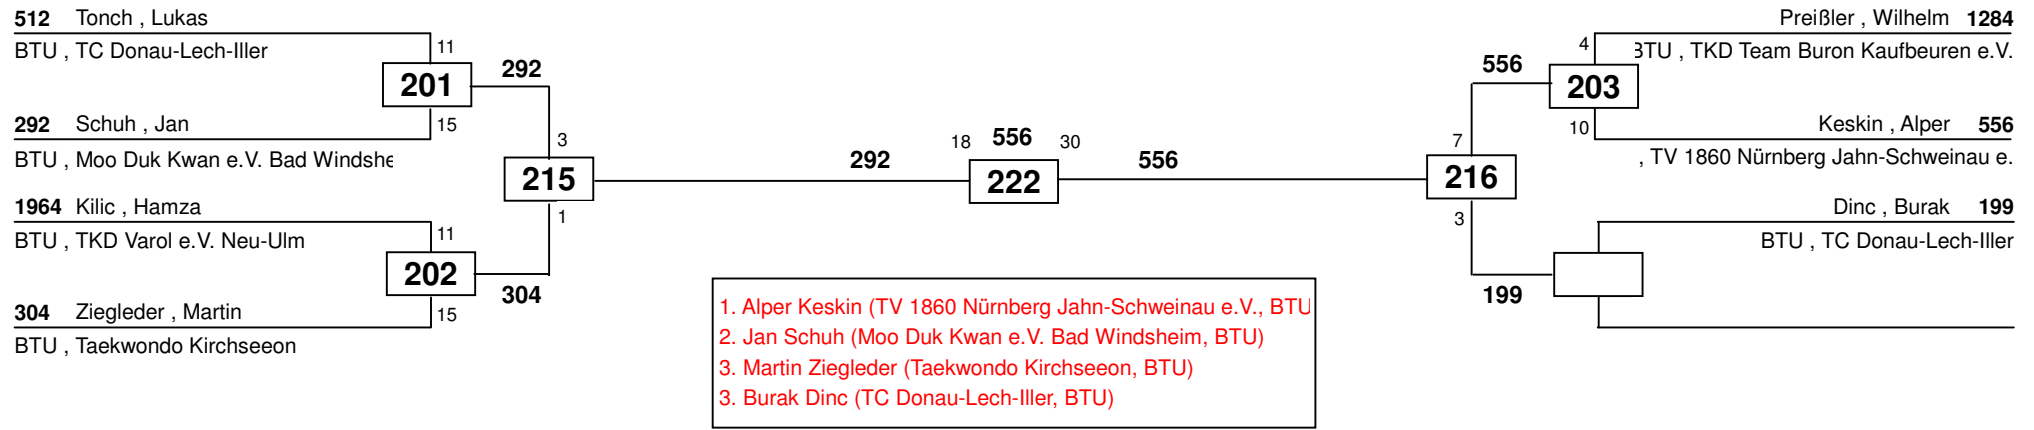 512 Tonch , Lukas
BTU , TC Donau-Lech-Iller
11
201
292
15
292 Schuh , Jan
BTU , Moo Duk Kwan e.V. Bad Windshe
3
215
1
1964 Kilic , Hamza
BTU , TKD Varol e.V. Neu-Ulm
11
202
304
15
304 Ziegleder , Martin
BTU , Taekwondo Kirchseeon
292
18 556 30
222
556
Preißler , Wilhelm 1284
BTU , TKD Team Buron Kaufbeuren e.V.
4
556
203
10
Keskin , Alper 556
, TV 1860 Nürnberg Jahn-Schweinau e.
7
216
3
Dinc , Burak 199
BTU , TC Donau-Lech-Iller
199
1. Alper Keskin (TV 1860 Nürnberg Jahn-Schweinau e.V., BTU
2. Jan Schuh (Moo Duk Kwan e.V. Bad Windsheim, BTU)
3. Martin Ziegleder (Taekwondo Kirchseeon, BTU)
3. Burak Dinc (TC Donau-Lech-Iller, BTU)